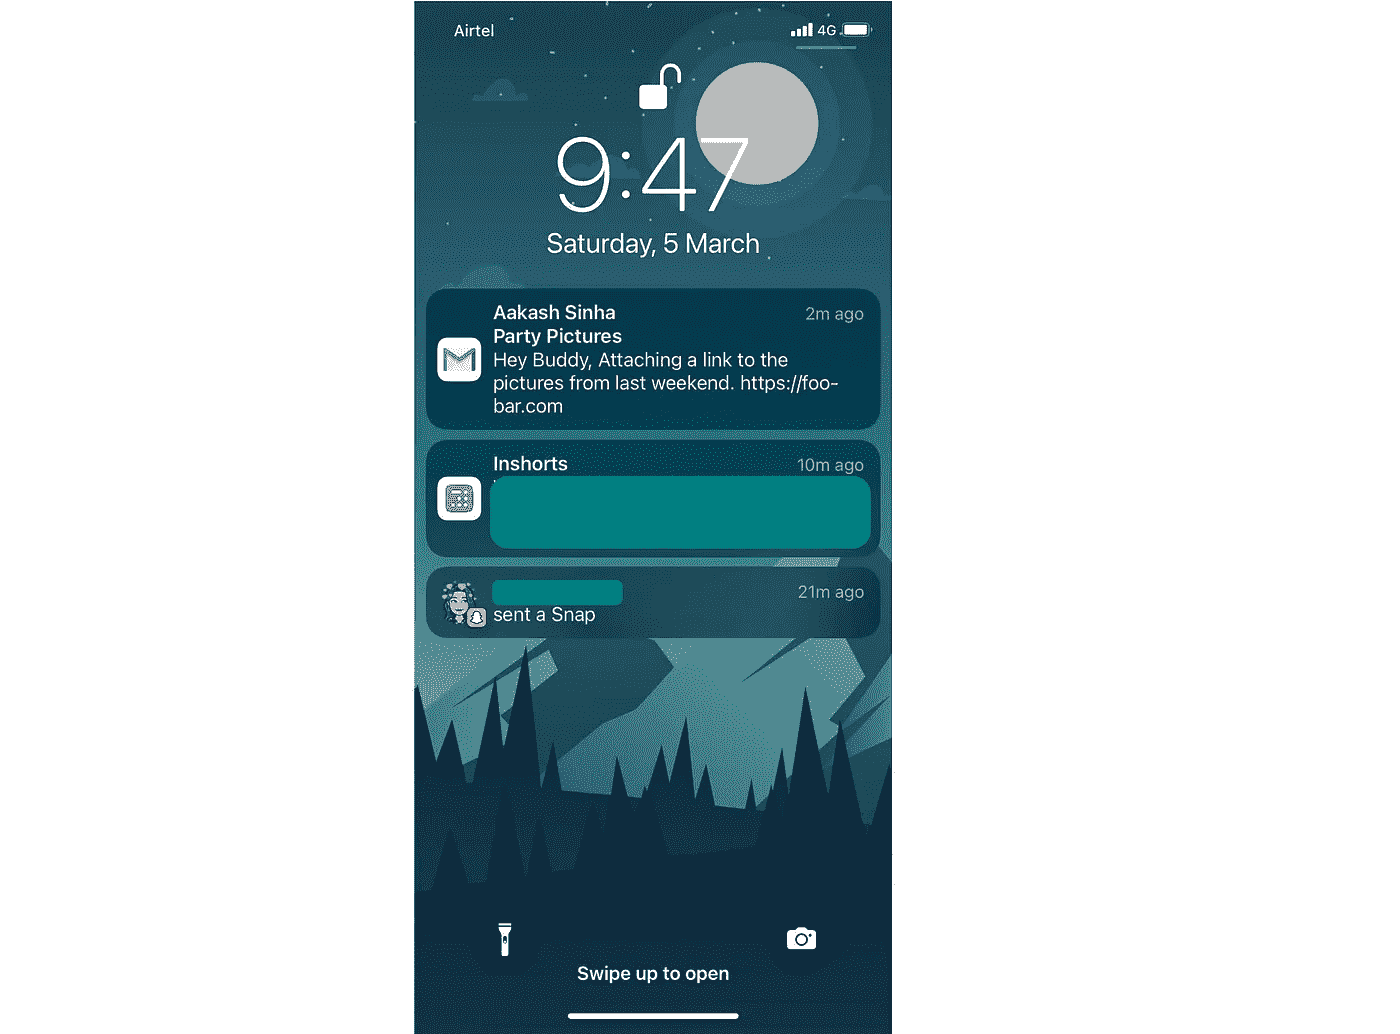 Airtel
4G
9:47
Saturday, 5 March
Aakash Sinha
2m ago
Party Pictures
Hey Buddy, Attaching a link to the
pictures from last weekend. https://foo-
bar.com
Inshorts
10m ago
21m ago
sent a Snap
Swipe up to open